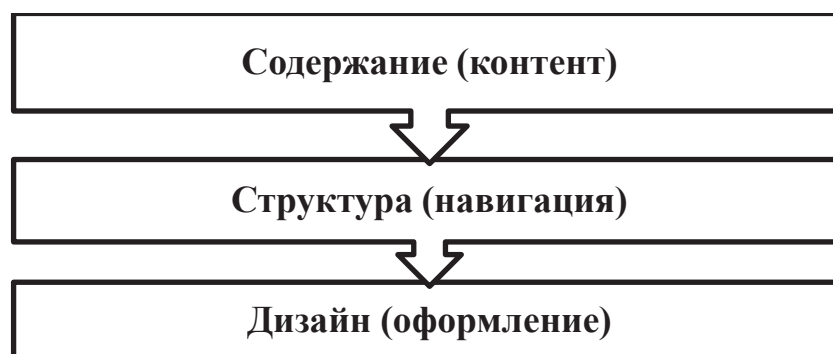 Содержание (контент)
Структура (навигация)
Дизайн (оформление)